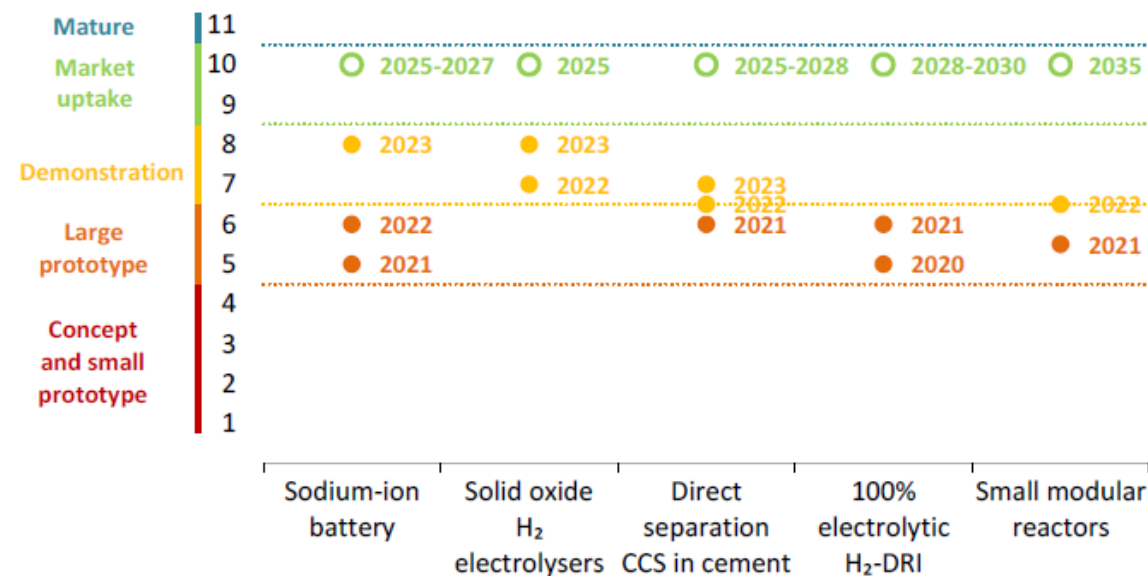 Mature
11
Market
uptake
10
2025-2027
2025
2025-2028
2028-2030
2035
9
Demonstration
8
2023
2023
7
2022
2023
2022
2022
Large
prototype
6
2022
2021
2021
2021
5
2021
2020
Concept
and small
prototype
4
3
2
1
Sodium-ion
battery
Solid oxide
H₂
electrolysers
Direct
separation
CCS in cement
100%
electrolytic
H₂-DRI
Small modular
reactors